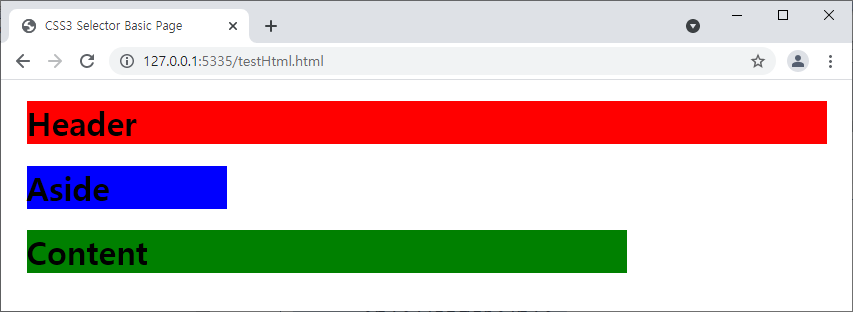 CSS3 Selector Basic Page
127.0.0.1:5335/testHtml.html
Header
Aside
Content